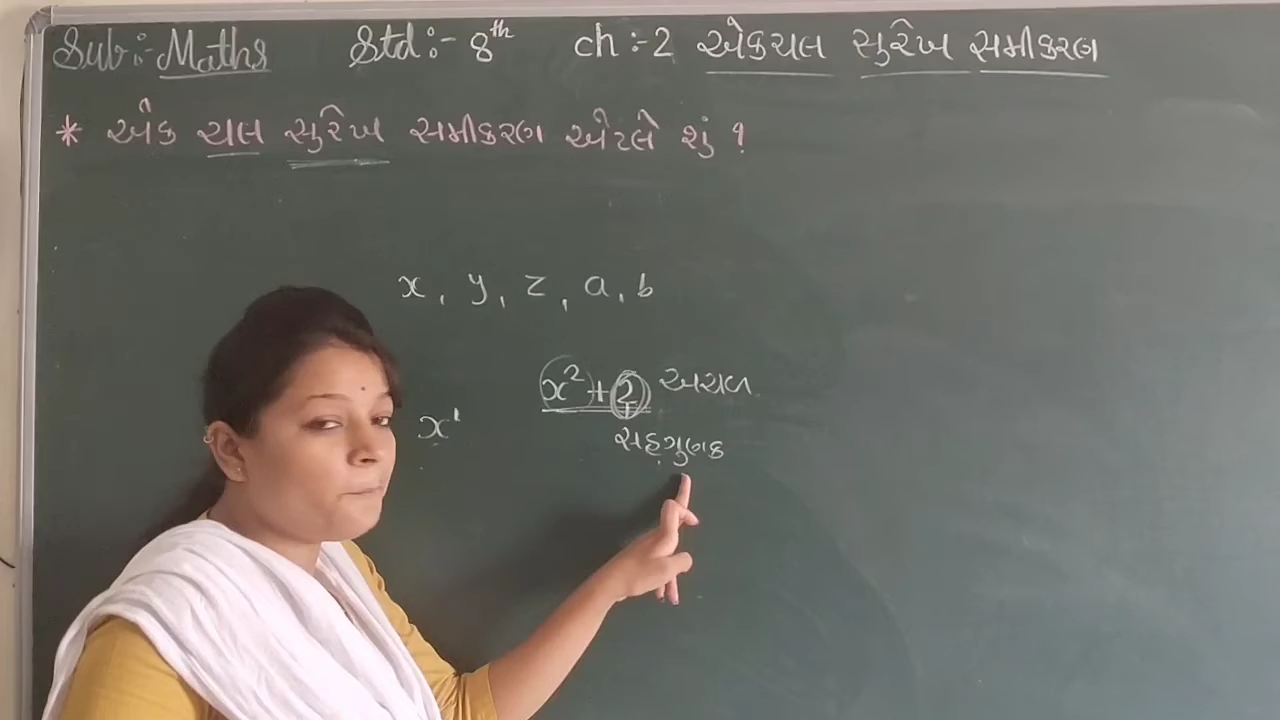 Sub:- Maths Std:- 8th ch:-2 એકચલ સુરેખ સમીકરણ
* એક ચલ સુરેખ સમીકરણ એટલે શું ?
x, y, z, a, b
x² + 2 અચળ
x¹
સહગુણક